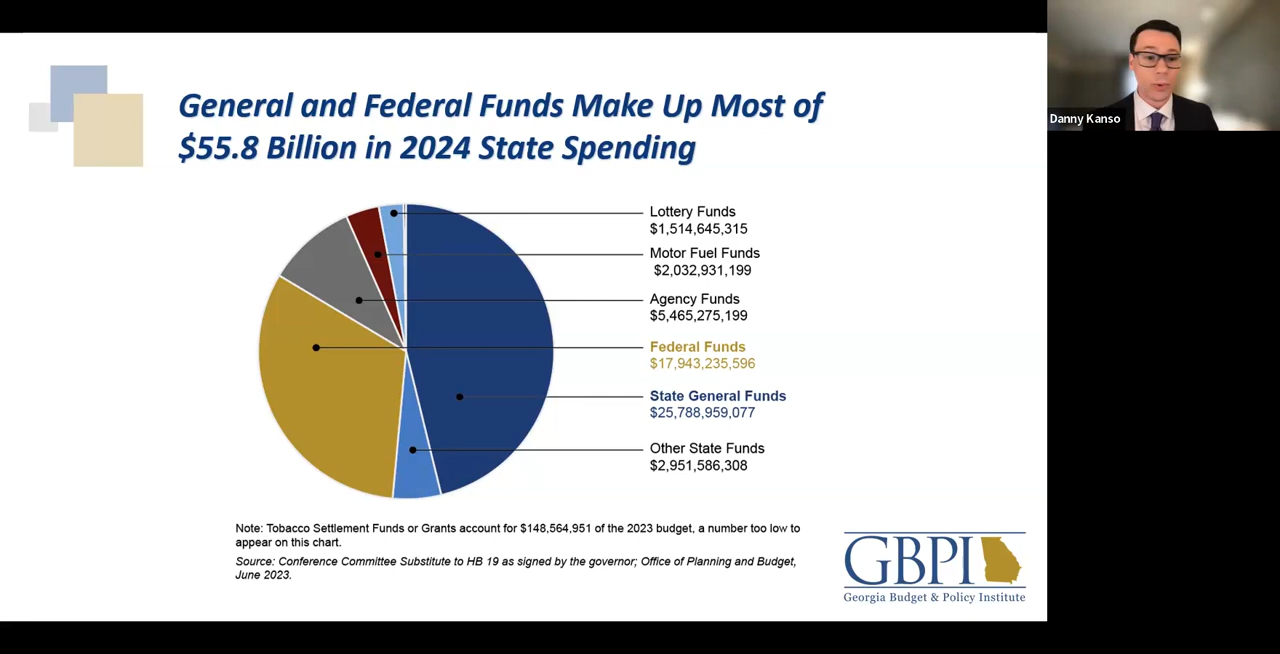 General and Federal Funds Make Up Most of
$55.8 Billion in 2024 State Spending
Danny Kanso
Lottery Funds
$1,514,645,315
Motor Fuel Funds
$2,032,931,199
Agency Funds
$5,465,275,199
Federal Funds
$17,943,235,596
State General Funds
$25,788,959,077
Other State Funds
$2,951,586,308
Note: Tobacco Settlement Funds or Grants account for $148,564,951 of the 2023 budget, a number too low to
appear on this chart.
Source: Conference Committee Substitute to HB 19 as signed by the governor; Office of Planning and Budget,
June 2023.
GBPI
Georgia Budget & Policy Institute